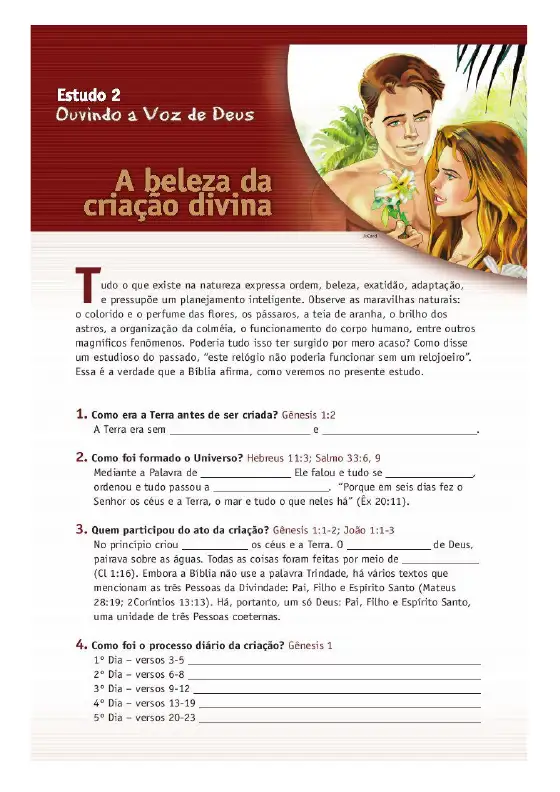 Estudo 2
Ouvindo a Voz de Deus
A beleza da
criação divina
Tudo o que existe na natureza expressa ordem, beleza, exatidão, adaptação,
e pressupõe um planejamento inteligente. Observe as maravilhas naturais:
o colorido e o perfume das flores, os pássaros, a teia de aranha, o brilho dos
astros, a organização da colméia, o funcionamento do corpo humano, entre outros
magníficos fenômenos. Poderia tudo isso ter surgido por mero acaso? Como disse
um estudioso do passado, “este relógio não poderia funcionar sem um relojoeiro”.
Essa é a verdade que a Bíblia afirma, como veremos no presente estudo.
1. Como era a Terra antes de ser criada? Gênesis 1:2
A Terra era sem ______________ e ______________.
2. Como foi formado o Universo? Hebreus 11:3; Salmo 33:6, 9
Mediante a Palavra de ______________ Ele falou e tudo se ______________,
ordenou e tudo passou a ______________. “Porque em seis dias fez o
Senhor os céus e a Terra, o mar e tudo o que neles há” (Êx 20:11).
3. Quem participou do ato da criação? Gênesis 1:1-2; João 1:1-3
No princípio criou ______________ os céus e a Terra. O ______________ de Deus,
pairava sobre as águas. Todas as coisas foram feitas por meio de ______________
(Cl 1:16). Embora a Bíblia não use a palavra Trindade, há vários textos que
mencionam as três Pessoas da Divindade: Pai, Filho e Espírito Santo (Mateus
28:19; 2Coríntios 13:13). Há, portanto, um só Deus: Pai, Filho e Espírito Santo,
uma unidade de três Pessoas coeternas.
4. Como foi o processo diário da criação? Gênesis 1
1º Dia – versos 3-5 ______________
2º Dia – versos 6-8 ______________
3º Dia – versos 9-12 ______________
4º Dia – versos 13-19 ______________
5º Dia – versos 20-23 ______________